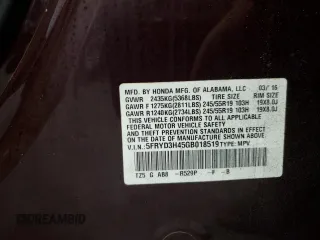 MFD. BY HONDA MFG. OF ALABAMA, LLC 03/16
GVWR 2435KG(5368LBS) TIRE SIZE RIM SIZE
GAWR F 1275KG(2811LBS) 245/55R19 103H 19X8.0J
GAWR R 1240KG(2734LBS) 245/55R19 103H 19X8.0J
THIS VEHICLE CONFORMS TO ALL APPLICABLE
FEDERAL MOTOR VEHICLE SAFETY AND
THEFT PREVENTION STANDARDS IN EFFECT ON
THE DATE OF MANUFACTURE SHOWN ABOVE.
V.I.N. 5FRYD3H45GB018519 TYPE: MPV
TZ5 G AB0 -R529P -# -B